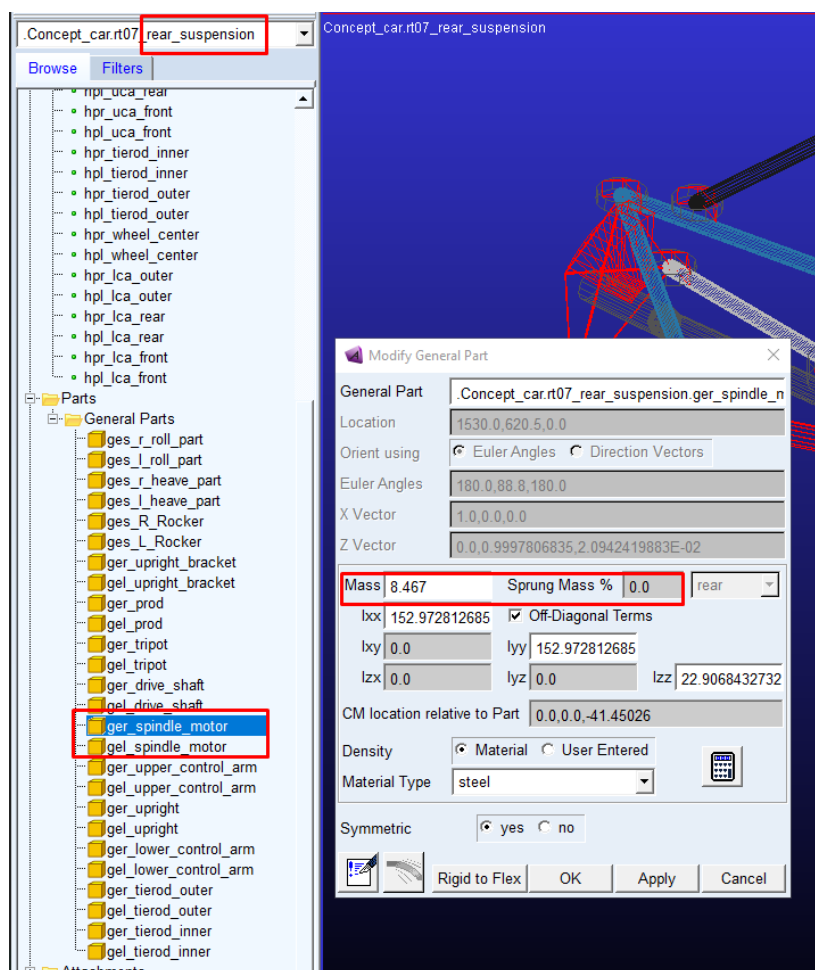 .Concept_car.rt07_rear_suspension
Concept_car.rt07_rear_suspension
Browse Filters
hpl_uca_rear
hpr_uca_front
hpl_uca_front
hpr_tierod_inner
hpl_tierod_inner
hpr_tierod_outer
hpl_tierod_outer
hpr_wheel_center
hpl_wheel_center
hpr_lca_outer
hpl_lca_outer
hpr_lca_rear
hpl_lca_rear
hpr_lca_front
hpl_lca_front
Parts
General Parts
ges_r_roll_part
ges_l_roll_part
ges_r_heave_part
ges_l_heave_part
ges_R_Rocker
ges_L_Rocker
ger_upright_bracket
gel_upright_bracket
ger_prod
gel_prod
ger_tripot
gel_tripot
ger_drive_shaft
gel_drive_shaft
ger_spindle_motor
gel_spindle_motor
ger_upper_control_arm
gel_upper_control_arm
ger_upright
gel_upright
ger_lower_control_arm
gel_lower_control_arm
ger_tierod_outer
gel_tierod_outer
ger_tierod_inner
gel_tierod_inner
Attachments
Modify General Part
General Part .Concept_car.rt07_rear_suspension.ger_spindle_m
Location 1530.0,620.5,0.0
Orient using Euler Angles Direction Vectors
Euler Angles 180.0,88.8,180.0
X Vector 1.0,0.0,0.0
Z Vector 0.0,0.9997806835,2.0942419883E-02
Mass 8.467 Sprung Mass % 0.0 rear
Ixx 152.972812685 Off-Diagonal Terms
Ixy 0.0 Iyy 152.972812685
Izx 0.0 Iyz 0.0 Izz 22.9068432732
CM location relative to Part 0.0,0.0,-41.45026
Density Material User Entered
Material Type steel
Symmetric yes no
Rigid to Flex OK Apply Cancel